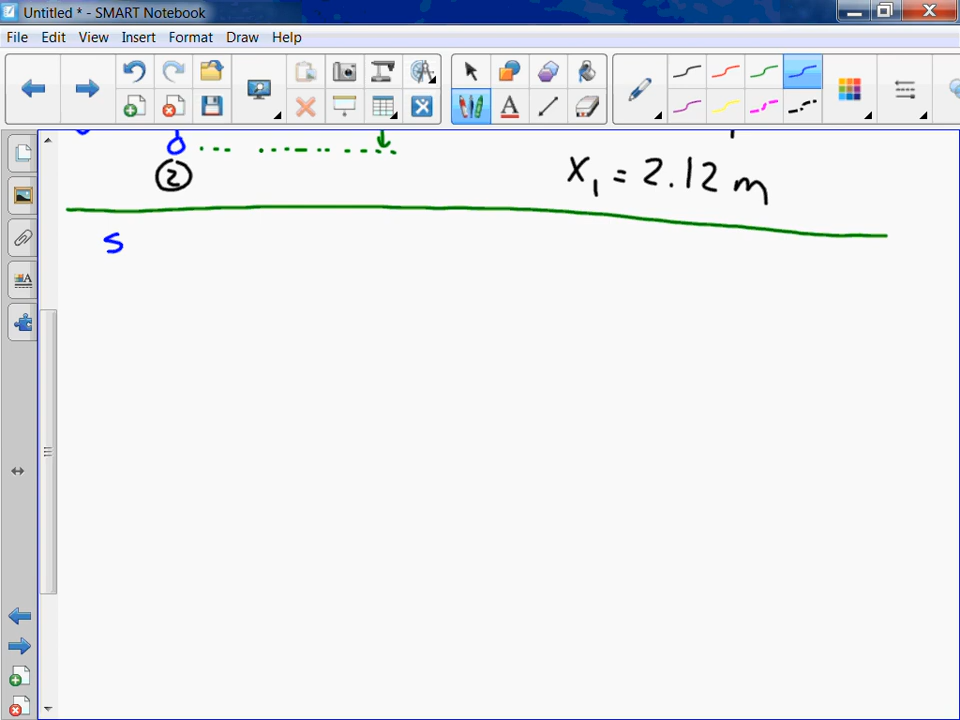 Untitled * - SMART Notebook
File Edit View Insert Format Draw Help
A
②
x₁ = 2.12 m
S